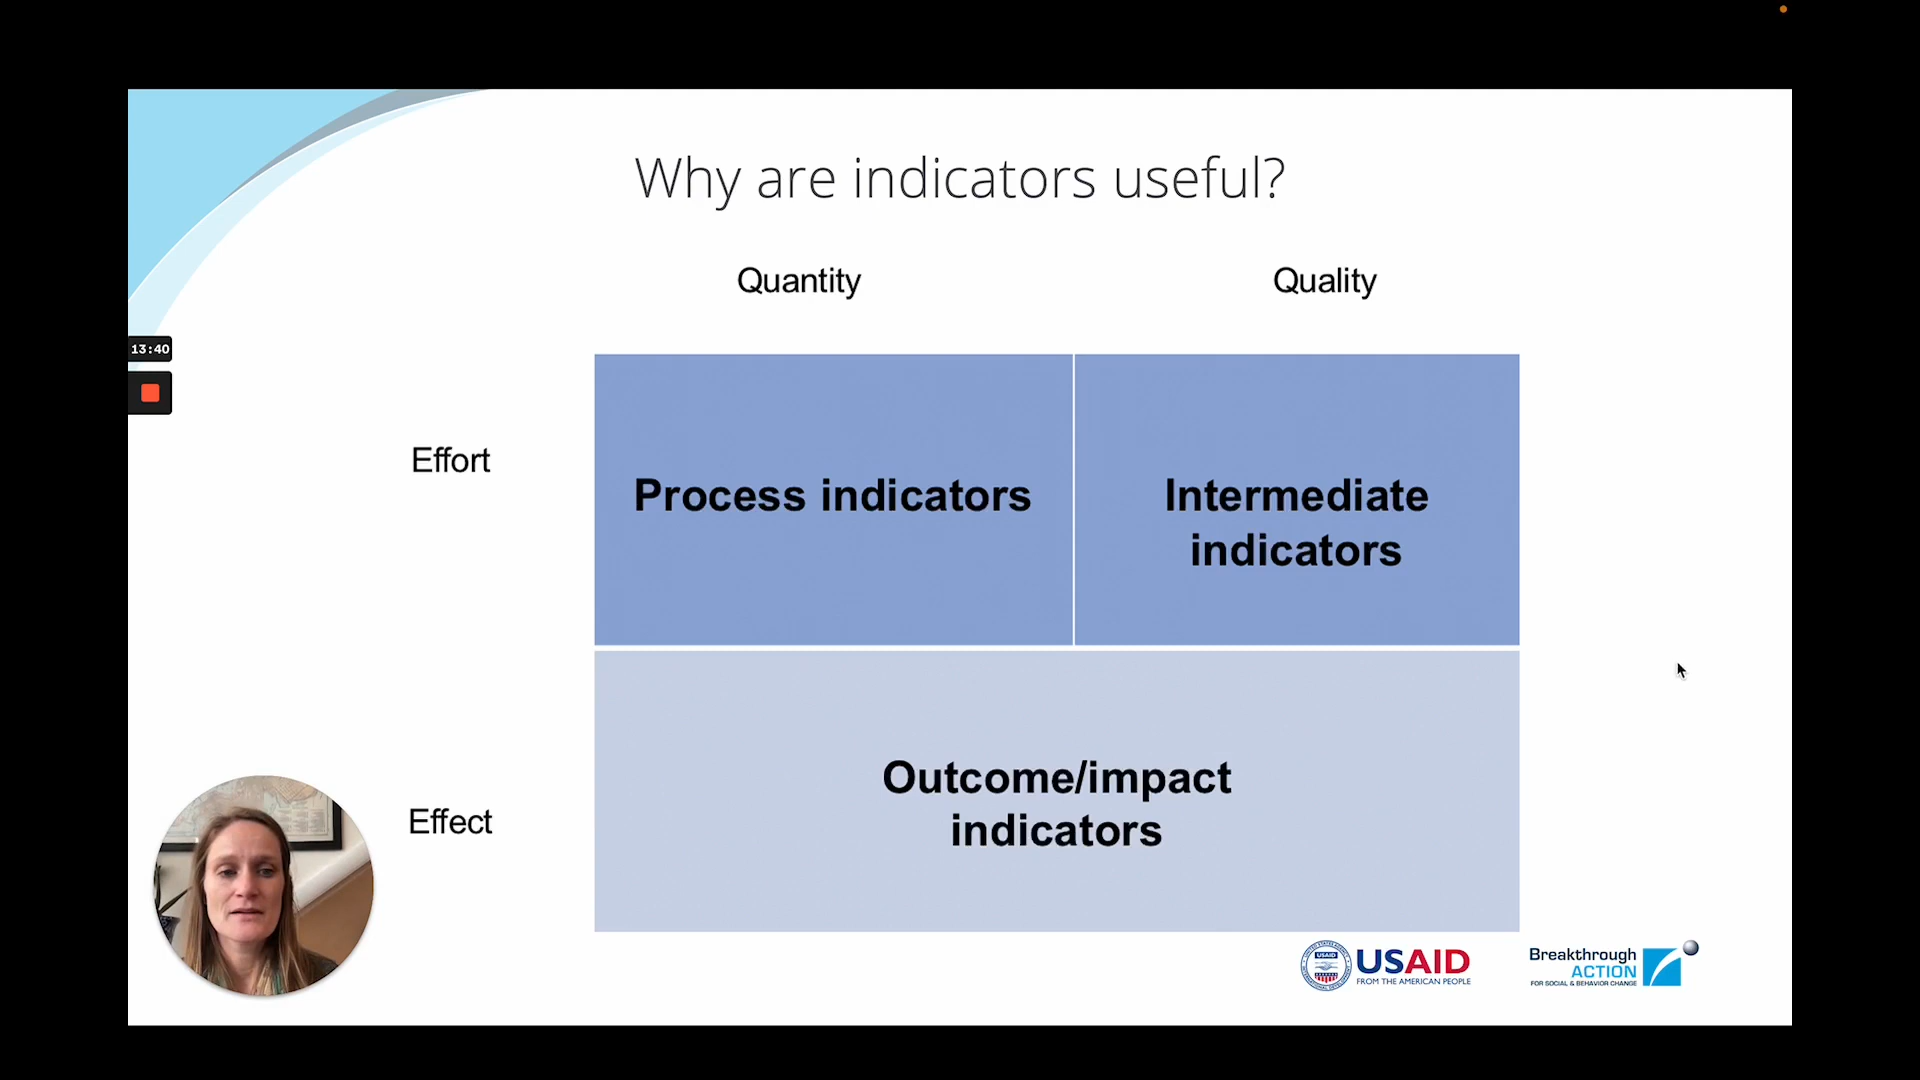 Why are indicators useful?
Quantity
Quality
13:40
Effort
Process indicators
Intermediate
indicators
Effect
Outcome/impact
indicators
USAID
USAID
FROM THE AMERICAN PEOPLE
Breakthrough
ACTION
FOR SOCIAL & BEHAVIOR CHANGE